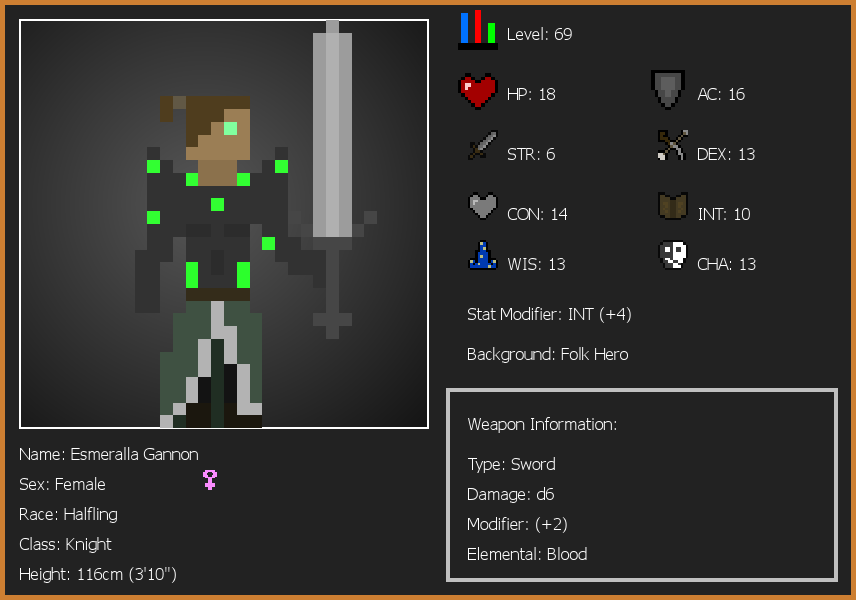 Level: 69
HP: 18
AC: 16
STR: 6
DEX: 13
CON: 14
INT: 10
WIS: 13
CHA: 13
Stat Modifier: INT (+4)
Background: Folk Hero
Weapon Information:
Type: Sword
Damage: d6
Modifier: (+2)
Elemental: Blood
Name: Esmeralla Gannon
Sex: Female
Race: Halfling
Class: Knight
Height: 116cm (3'10")